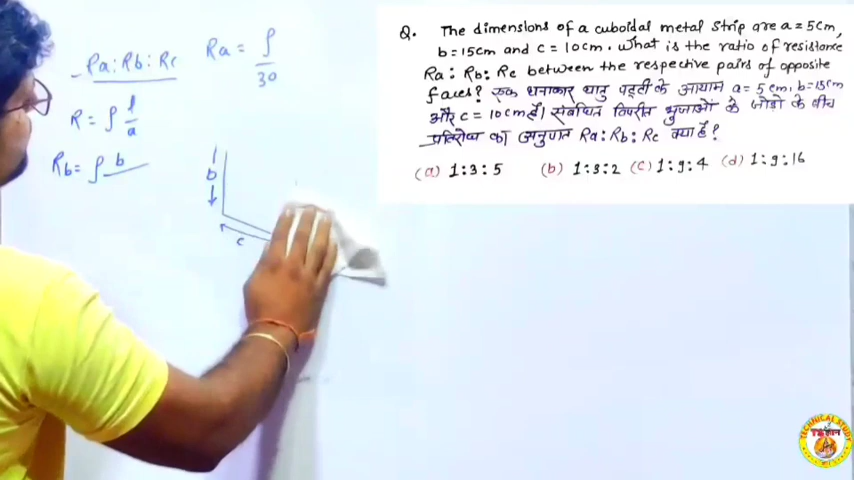 Ra : Rb : Rc
Ra = ρ/30
R = ρ l/a
Rb = ρ b
b
c
Q. The dimensions of a cuboidal metal strip are a = 5cm,
b = 15cm and c = 10cm. What is the ratio of resistance
Ra : Rb : Rc between the respective pairs of opposite
faces? एक घनाकार धातु पट्टी के आयाम a = 5cm, b = 15cm
और c = 10cm हैं। संबंधित विपरीत भुजाओं के जोड़ो के बीच
प्रतिरोध का अनुपात Ra : Rb : Rc क्या है?
(a) 1:3:5 (b) 1:3:2 (c) 1:9:4 (d) 1:9:16
TECHNICAL STUDY